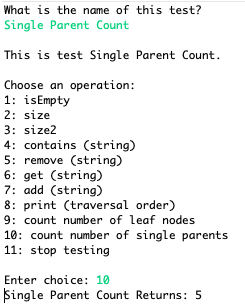 What is the name of this test?
Single Parent Count
This is test Single Parent Count.
Choose an operation:
1: isEmpty
2: size
3: size2
4: contains (string)
5: remove (string)
6: get (string)
7: add (string)
8: print (traversal order)
9: count number of leaf nodes
10: count number of single parents
11: stop testing
Enter choice: 10
Single Parent Count Returns: 5